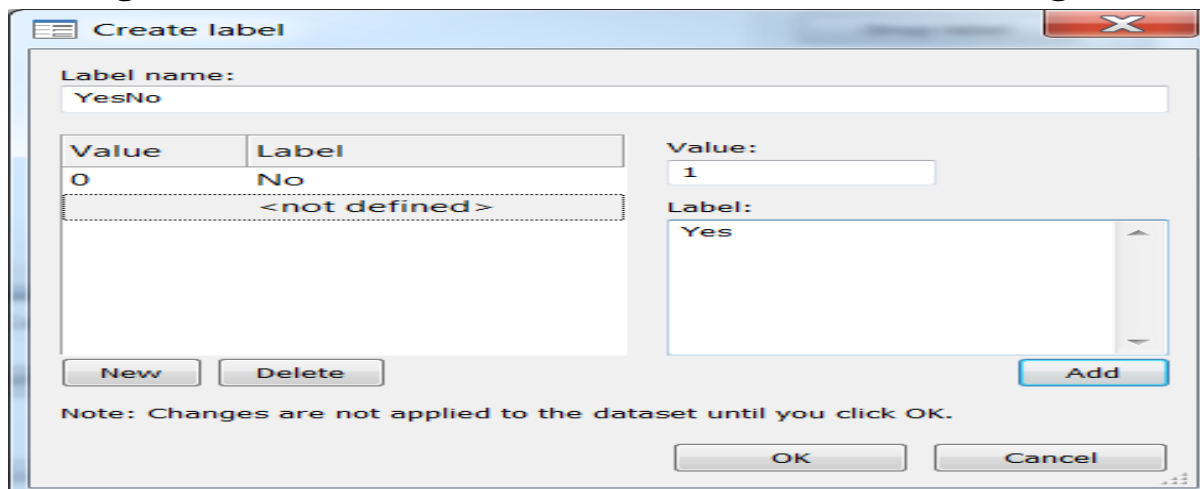 Create label
Label name:
YesNo
Value Label
0 No
<not defined>
Value:
1
Label:
Yes
New Delete
Add
Note: Changes are not applied to the dataset until you click OK.
OK Cancel